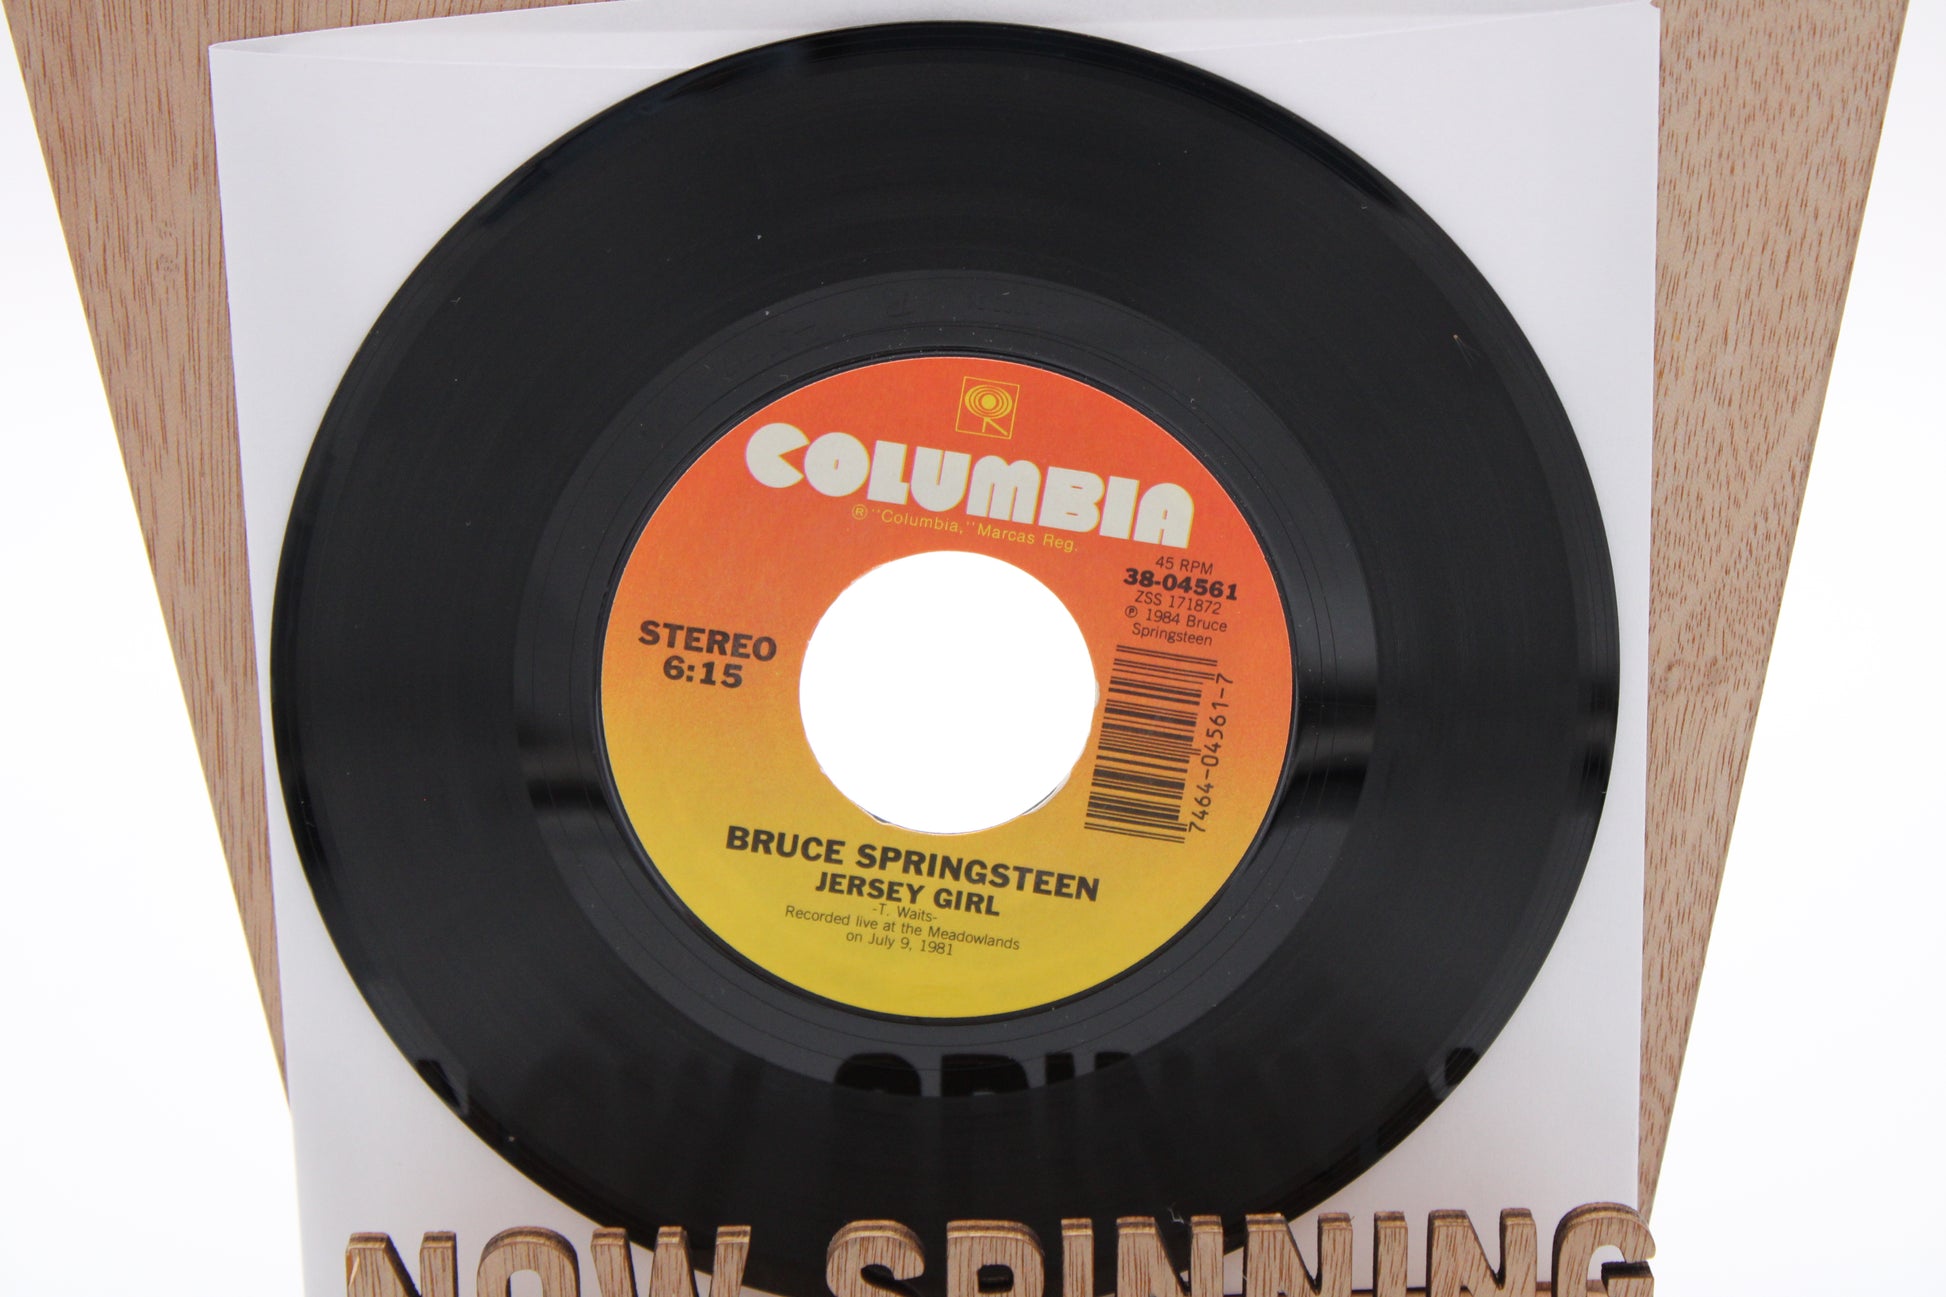 COLUMBIA
® "Columbia," Marcas Reg.
45 RPM
38-04561
ZSS 171872
℗ 1984 Bruce
Springsteen
STEREO
6:15
7464-04561-7
BRUCE SPRINGSTEEN
JERSEY GIRL
-T. Waits-
Recorded live at the Meadowlands
on July 9, 1981
NOW SPINNING